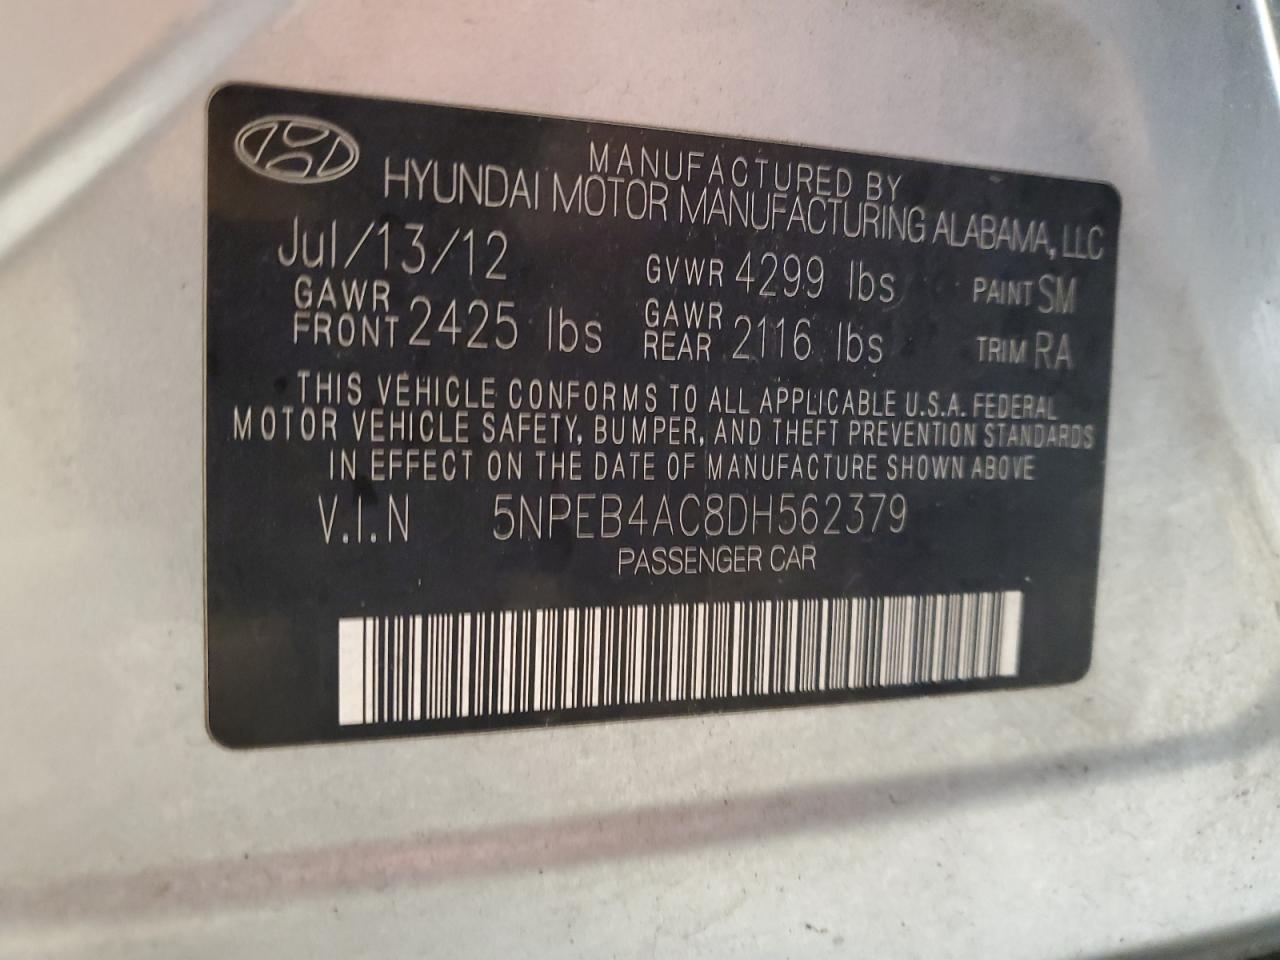 MANUFACTURED BY
HYUNDAI MOTOR MANUFACTURING ALABAMA, LLC
Jul/13/12 GVWR 4299 lbs PAINT SM
GAWR FRONT 2425 lbs GAWR REAR 2116 lbs TRIM RA
THIS VEHICLE CONFORMS TO ALL APPLICABLE U.S.A. FEDERAL
MOTOR VEHICLE SAFETY, BUMPER, AND THEFT PREVENTION STANDARDS
IN EFFECT ON THE DATE OF MANUFACTURE SHOWN ABOVE
V.I.N 5NPEB4AC8DH562379
PASSENGER CAR